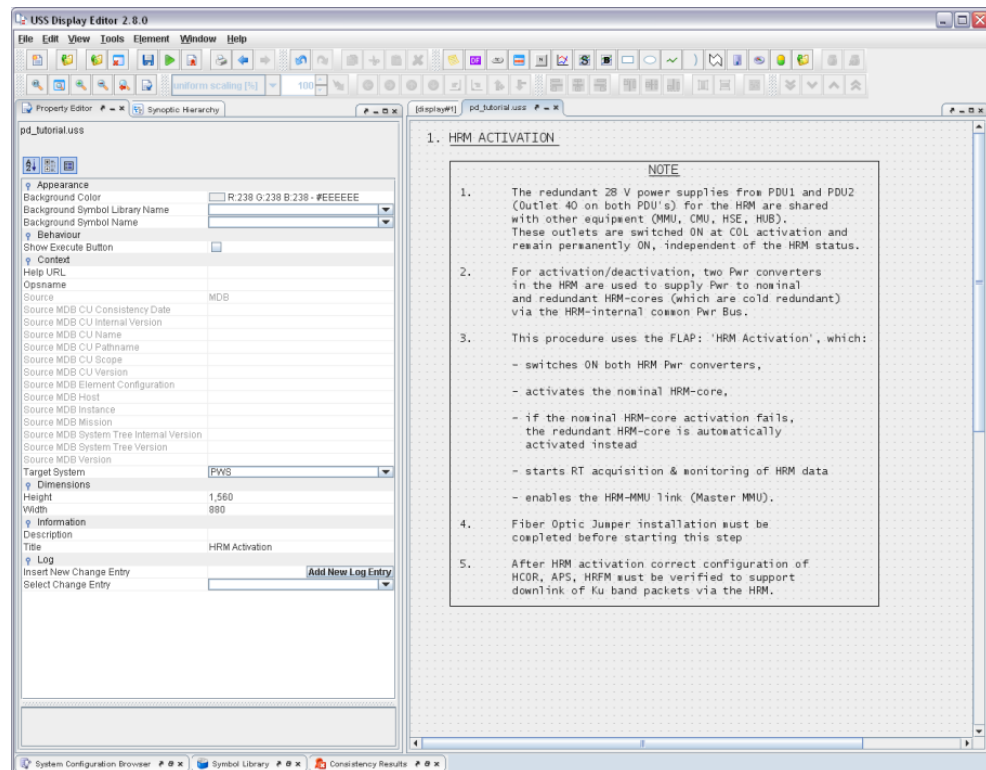 USS Display Editor 2.8.0
File Edit View Tools Element Window Help
uniform scaling [%] 100
Property Editor Synoptic Hierarchy
pd_tutorial.uss
Appearance
Background Color R:238 G:238 B:238 - #EEEEEE
Background Symbol Library Name
Background Symbol Name
Behaviour
Show Execute Button
Context
Help URL
Opsname
Source MDB
Source MDB CU Consistency Date
Source MDB CU Internal Version
Source MDB CU Name
Source MDB CU Pathname
Source MDB CU Scope
Source MDB CU Version
Source MDB Element Configuration
Source MDB Host
Source MDB Instance
Source MDB Mission
Source MDB System Tree Internal Version
Source MDB System Tree Version
Source MDB Version
Target System PWS
Dimensions
Height 1,560
Width 880
Information
Description
Title HRM Activation
Log
Insert New Change Entry Add New Log Entry
Select Change Entry
[display#1] pd_tutorial.uss
1. HRM ACTIVATION
NOTE
1. The redundant 28 V power supplies from PDU1 and PDU2
(Outlet 40 on both PDU's) for the HRM are shared
with other equipment (MMU, CMU, HSE, HUB).
These outlets are switched ON at COL activation and
remain permanently ON, independent of the HRM status.
2. For activation/deactivation, two Pwr converters
in the HRM are used to supply Pwr to nominal
and redundant HRM-cores (which are cold redundant)
via the HRM-internal common Pwr Bus.
3. This procedure uses the FLAP: 'HRM Activation', which:
- switches ON both HRM Pwr converters,
- activates the nominal HRM-core,
- if the nominal HRM-core activation fails,
the redundant HRM-core is automatically
activated instead
- starts RT acquisition & monitoring of HRM data
- enables the HRM-MMU link (Master MMU).
4. Fiber Optic Jumper installation must be
completed before starting this step
5. After HRM activation correct configuration of
HCOR, APS, HRFM must be verified to support
downlink of Ku band packets via the HRM.
System Configuration Browser Symbol Library Consistency Results